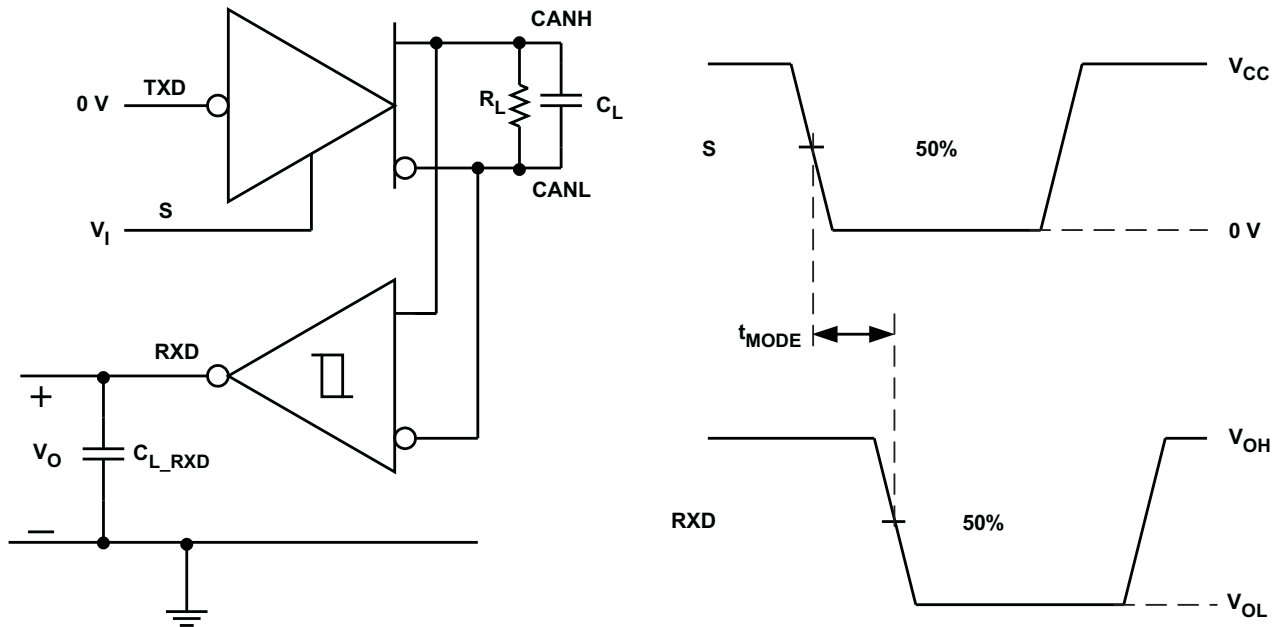 CANH
TXD
0 V
R_L
C_L
CANL
S
V_I
RXD
+
V_O
C_L_RXD
−
V_CC
S
50%
0 V
t_MODE
V_OH
RXD
50%
V_OL